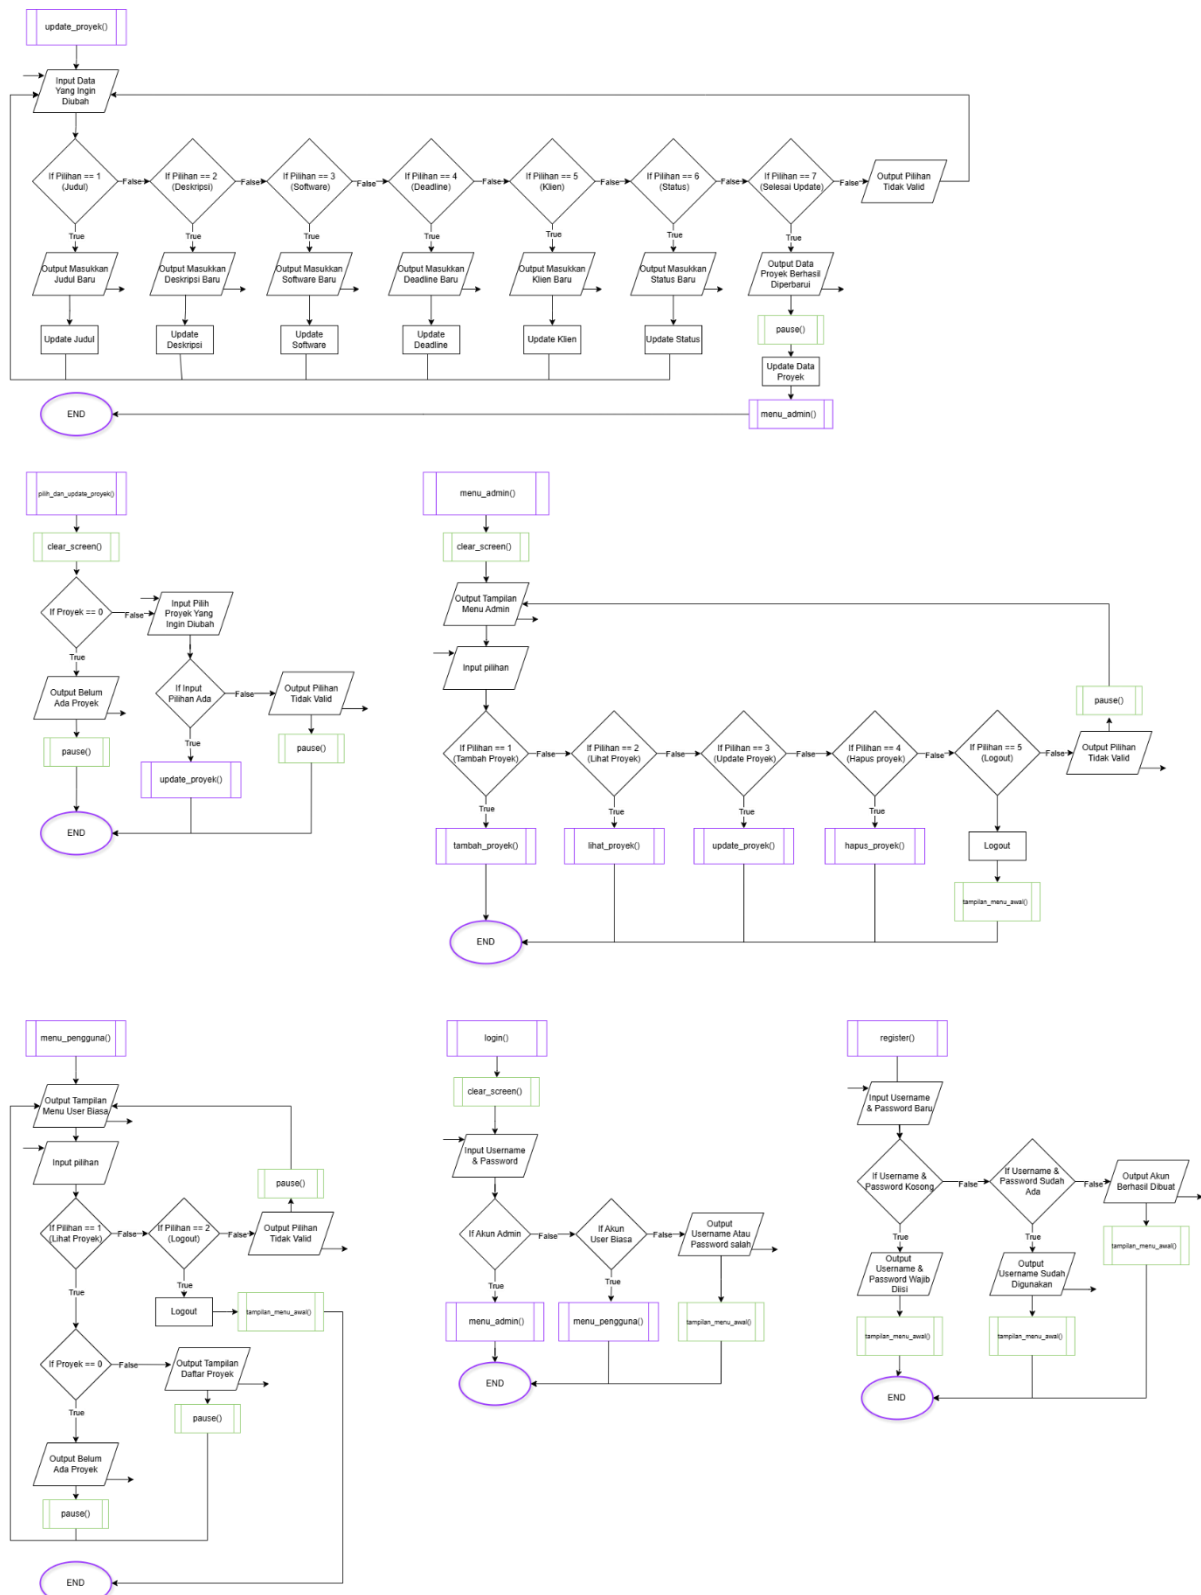 update_proyek()
Input Data
Yang Ingin
Diubah
If Pilihan == 1
(Judul)
False
If Pilihan == 2
(Deskripsi)
False
If Pilihan == 3
(Software)
False
If Pilihan == 4
(Deadline)
False
If Pilihan == 5
(Klien)
False
If Pilihan == 6
(Status)
False
If Pilihan == 7
(Selesai Update)
False
Output Pilihan
Tidak Valid
True
True
True
True
True
True
True
Output Masukkan
Judul Baru
Output Masukkan
Deskripsi Baru
Output Masukkan
Software Baru
Output Masukkan
Deadline Baru
Output Masukkan
Klien Baru
Output Masukkan
Status Baru
Output Data
Proyek Berhasil
Diperbarui
Update Judul
Update
Deskripsi
Update
Software
Update
Deadline
Update Klien
Update Status
pause()
Update Data
Proyek
menu_admin()
END
pilih_dan_update_proyek()
clear_screen()
If Proyek == 0
False
Input Pilih
Proyek Yang
Ingin Diubah
True
Output Belum
Ada Proyek
pause()
If Input
Pilihan Ada
False
Output Pilihan
Tidak Valid
pause()
True
update_proyek()
END
menu_admin()
clear_screen()
Output Tampilan
Menu Admin
Input pilihan
If Pilihan == 1
(Tambah Proyek)
False
If Pilihan == 2
(Lihat Proyek)
False
If Pilihan == 3
(Update Proyek)
False
If Pilihan == 4
(Hapus proyek)
False
If Pilihan == 5
(Logout)
False
Output Pilihan
Tidak Valid
pause()
True
True
True
True
tambah_proyek()
lihat_proyek()
update_proyek()
hapus_proyek()
Logout
tampilan_menu_awal()
END
menu_pengguna()
Output Tampilan
Menu User Biasa
Input pilihan
If Pilihan == 1
(Lihat Proyek)
False
If Pilihan == 2
(Logout)
False
Output Pilihan
Tidak Valid
pause()
True
Logout
tampilan_menu_awal()
True
If Proyek == 0
False
Output Tampilan
Daftar Proyek
pause()
True
Output Belum
Ada Proyek
pause()
END
login()
clear_screen()
Input Username
& Password
If Akun Admin
False
If Akun
User Biasa
False
Output
Username Atau
Password salah
True
True
menu_admin()
menu_pengguna()
tampilan_menu_awal()
END
register()
Input Username
& Password Baru
If Username &
Password Kosong
False
If Username &
Password Sudah
Ada
False
Output Akun
Berhasil Dibuat
tampilan_menu_awal()
True
True
Output
Username &
Password Wajib
Diisi
Output
Username Sudah
Digunakan
tampilan_menu_awal()
tampilan_menu_awal()
END